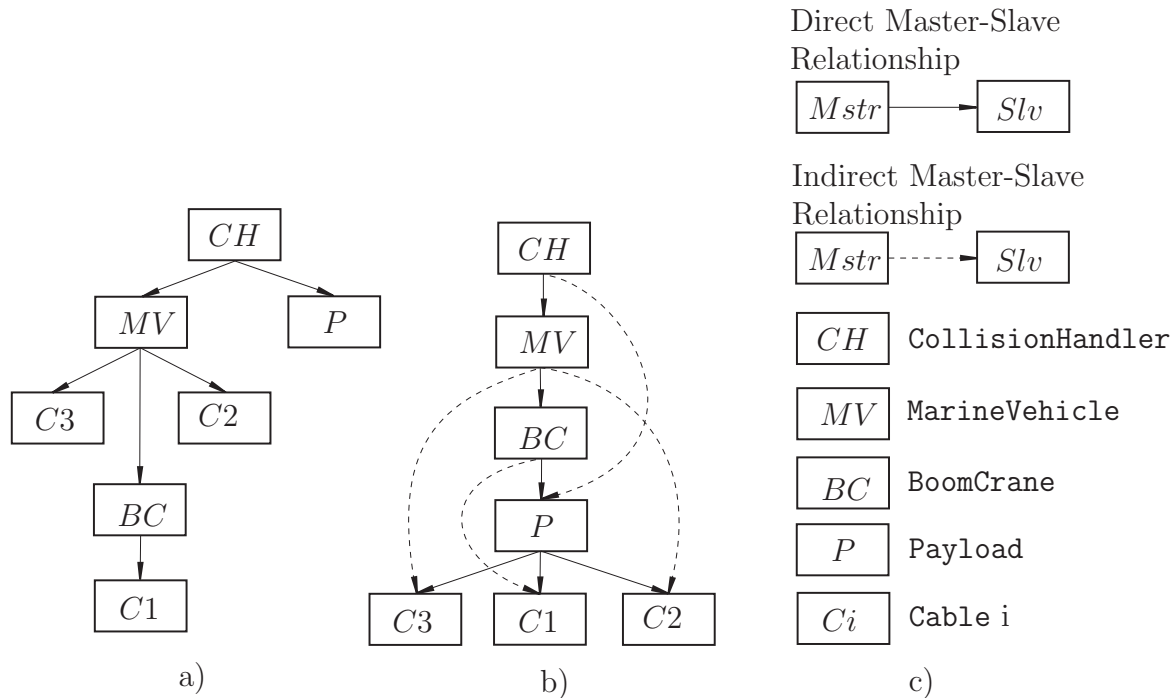 CH
MV
P
C3
C2
BC
C1
a)
CH
MV
BC
P
C3
C1
C2
b)
Direct Master-Slave
Relationship
Mstr
Slv
Indirect Master-Slave
Relationship
Mstr
Slv
CH CollisionHandler
MV MarineVehicle
BC BoomCrane
P Payload
Ci Cable i
c)